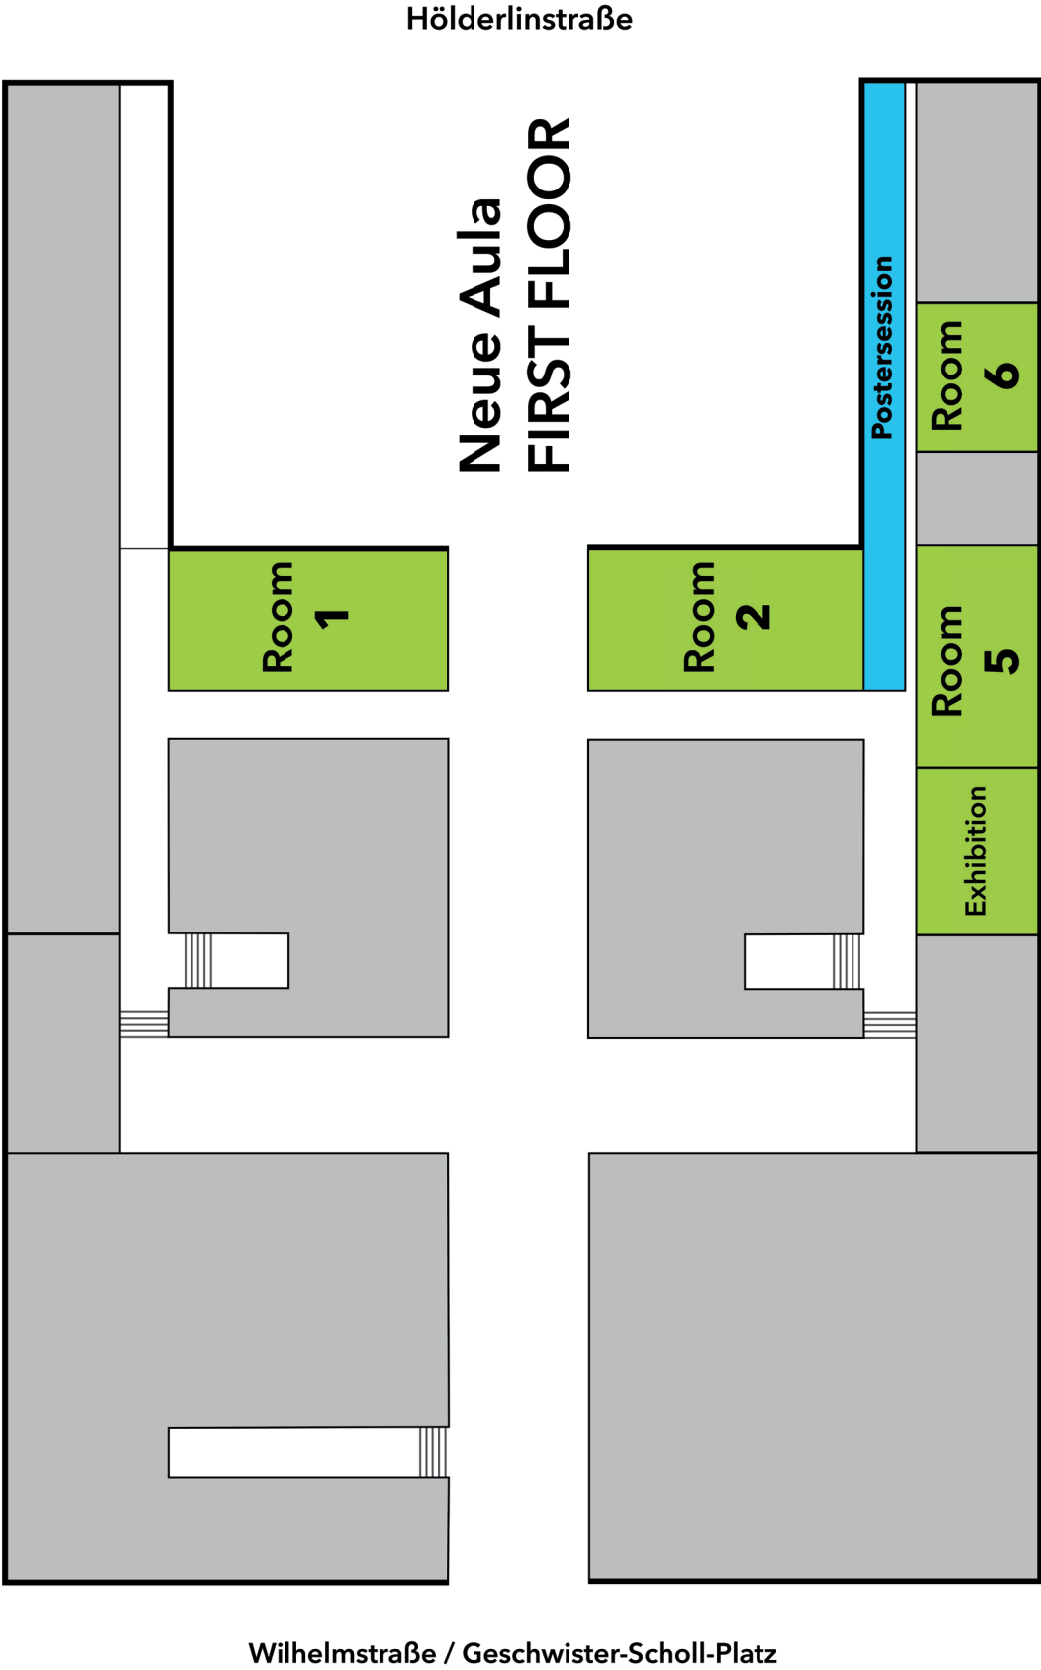 Hölderlinstraße
Neue Aula
FIRST FLOOR
Postersession
Room
6
Room
1
Room
2
Room
5
Exhibition
Wilhelmstraße / Geschwister-Scholl-Platz